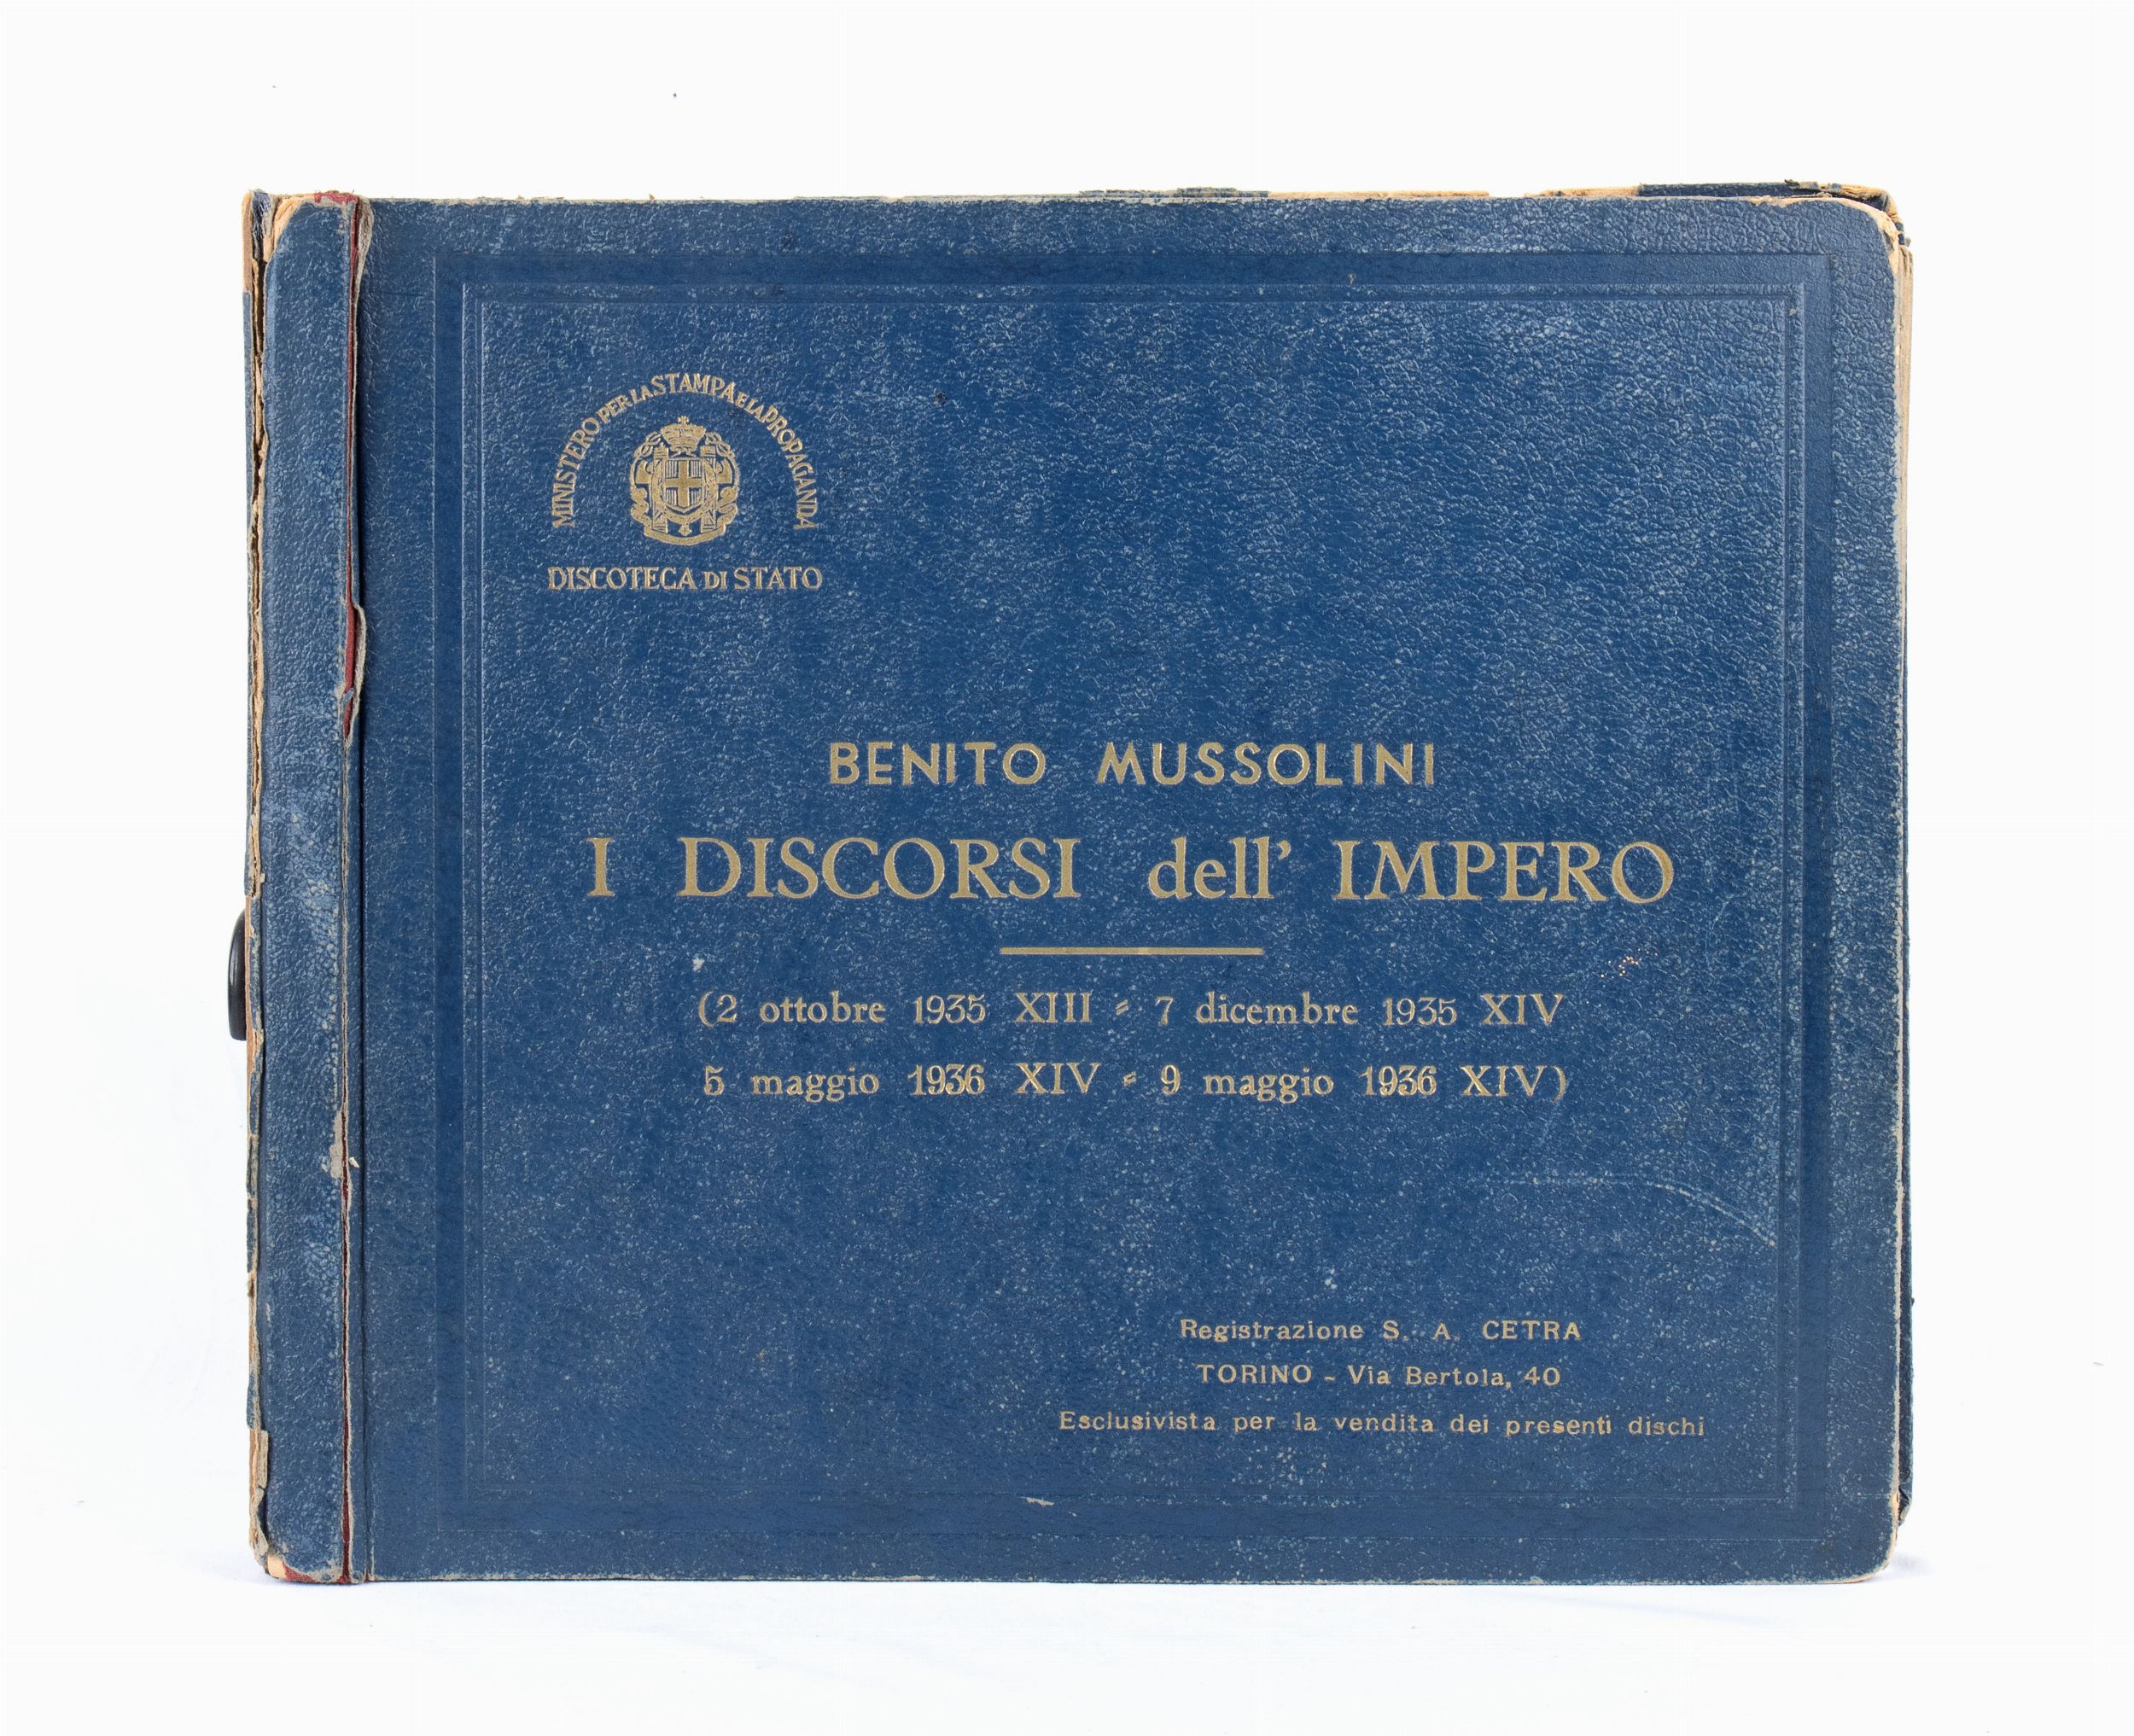 MINISTERO PER LA STAMPA E LA PROPAGANDA
DISCOTECA DI STATO
BENITO MUSSOLINI
I DISCORSI dell' IMPERO
(2 ottobre 1935 XIII - 7 dicembre 1935 XIV
5 maggio 1936 XIV - 9 maggio 1936 XIV)
Registrazione S. A. CETRA
TORINO - Via Bertola, 40
Esclusivista per la vendita dei presenti dischi